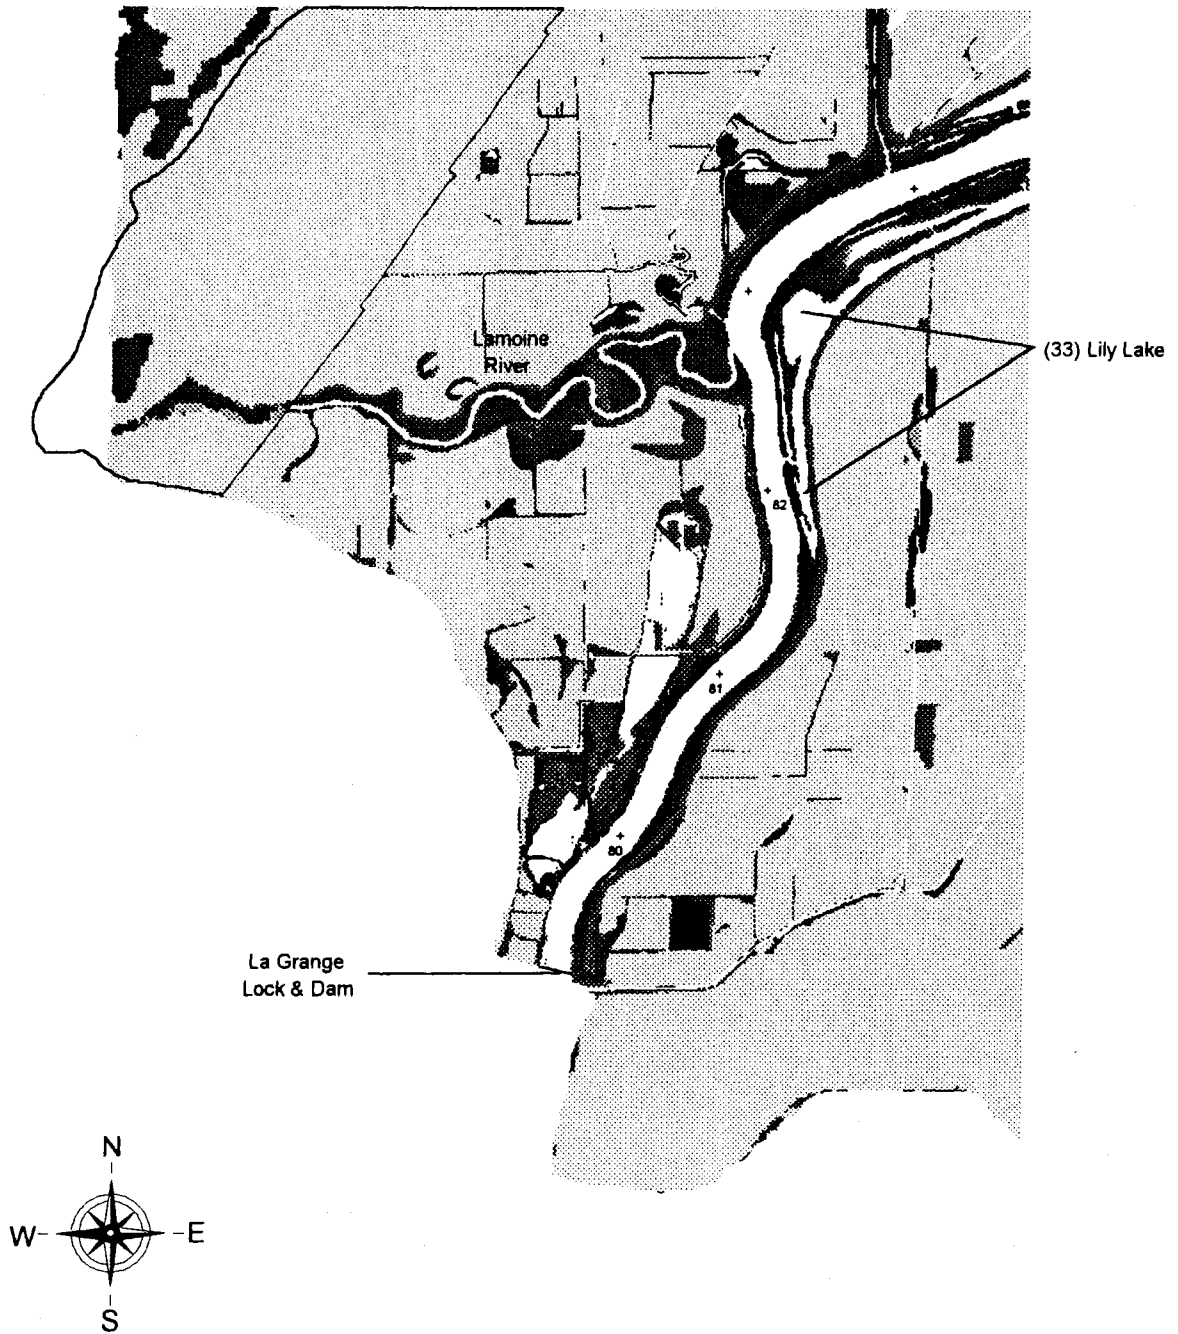 Lamoine
River
(33) Lily Lake
82
81
80
La Grange
Lock & Dam
N
W
E
S